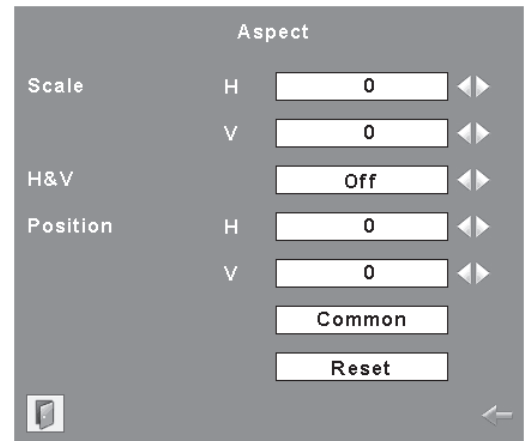 Aspect
Scale H 0
V 0
H&V Off
Position H 0
V 0
Common
Reset